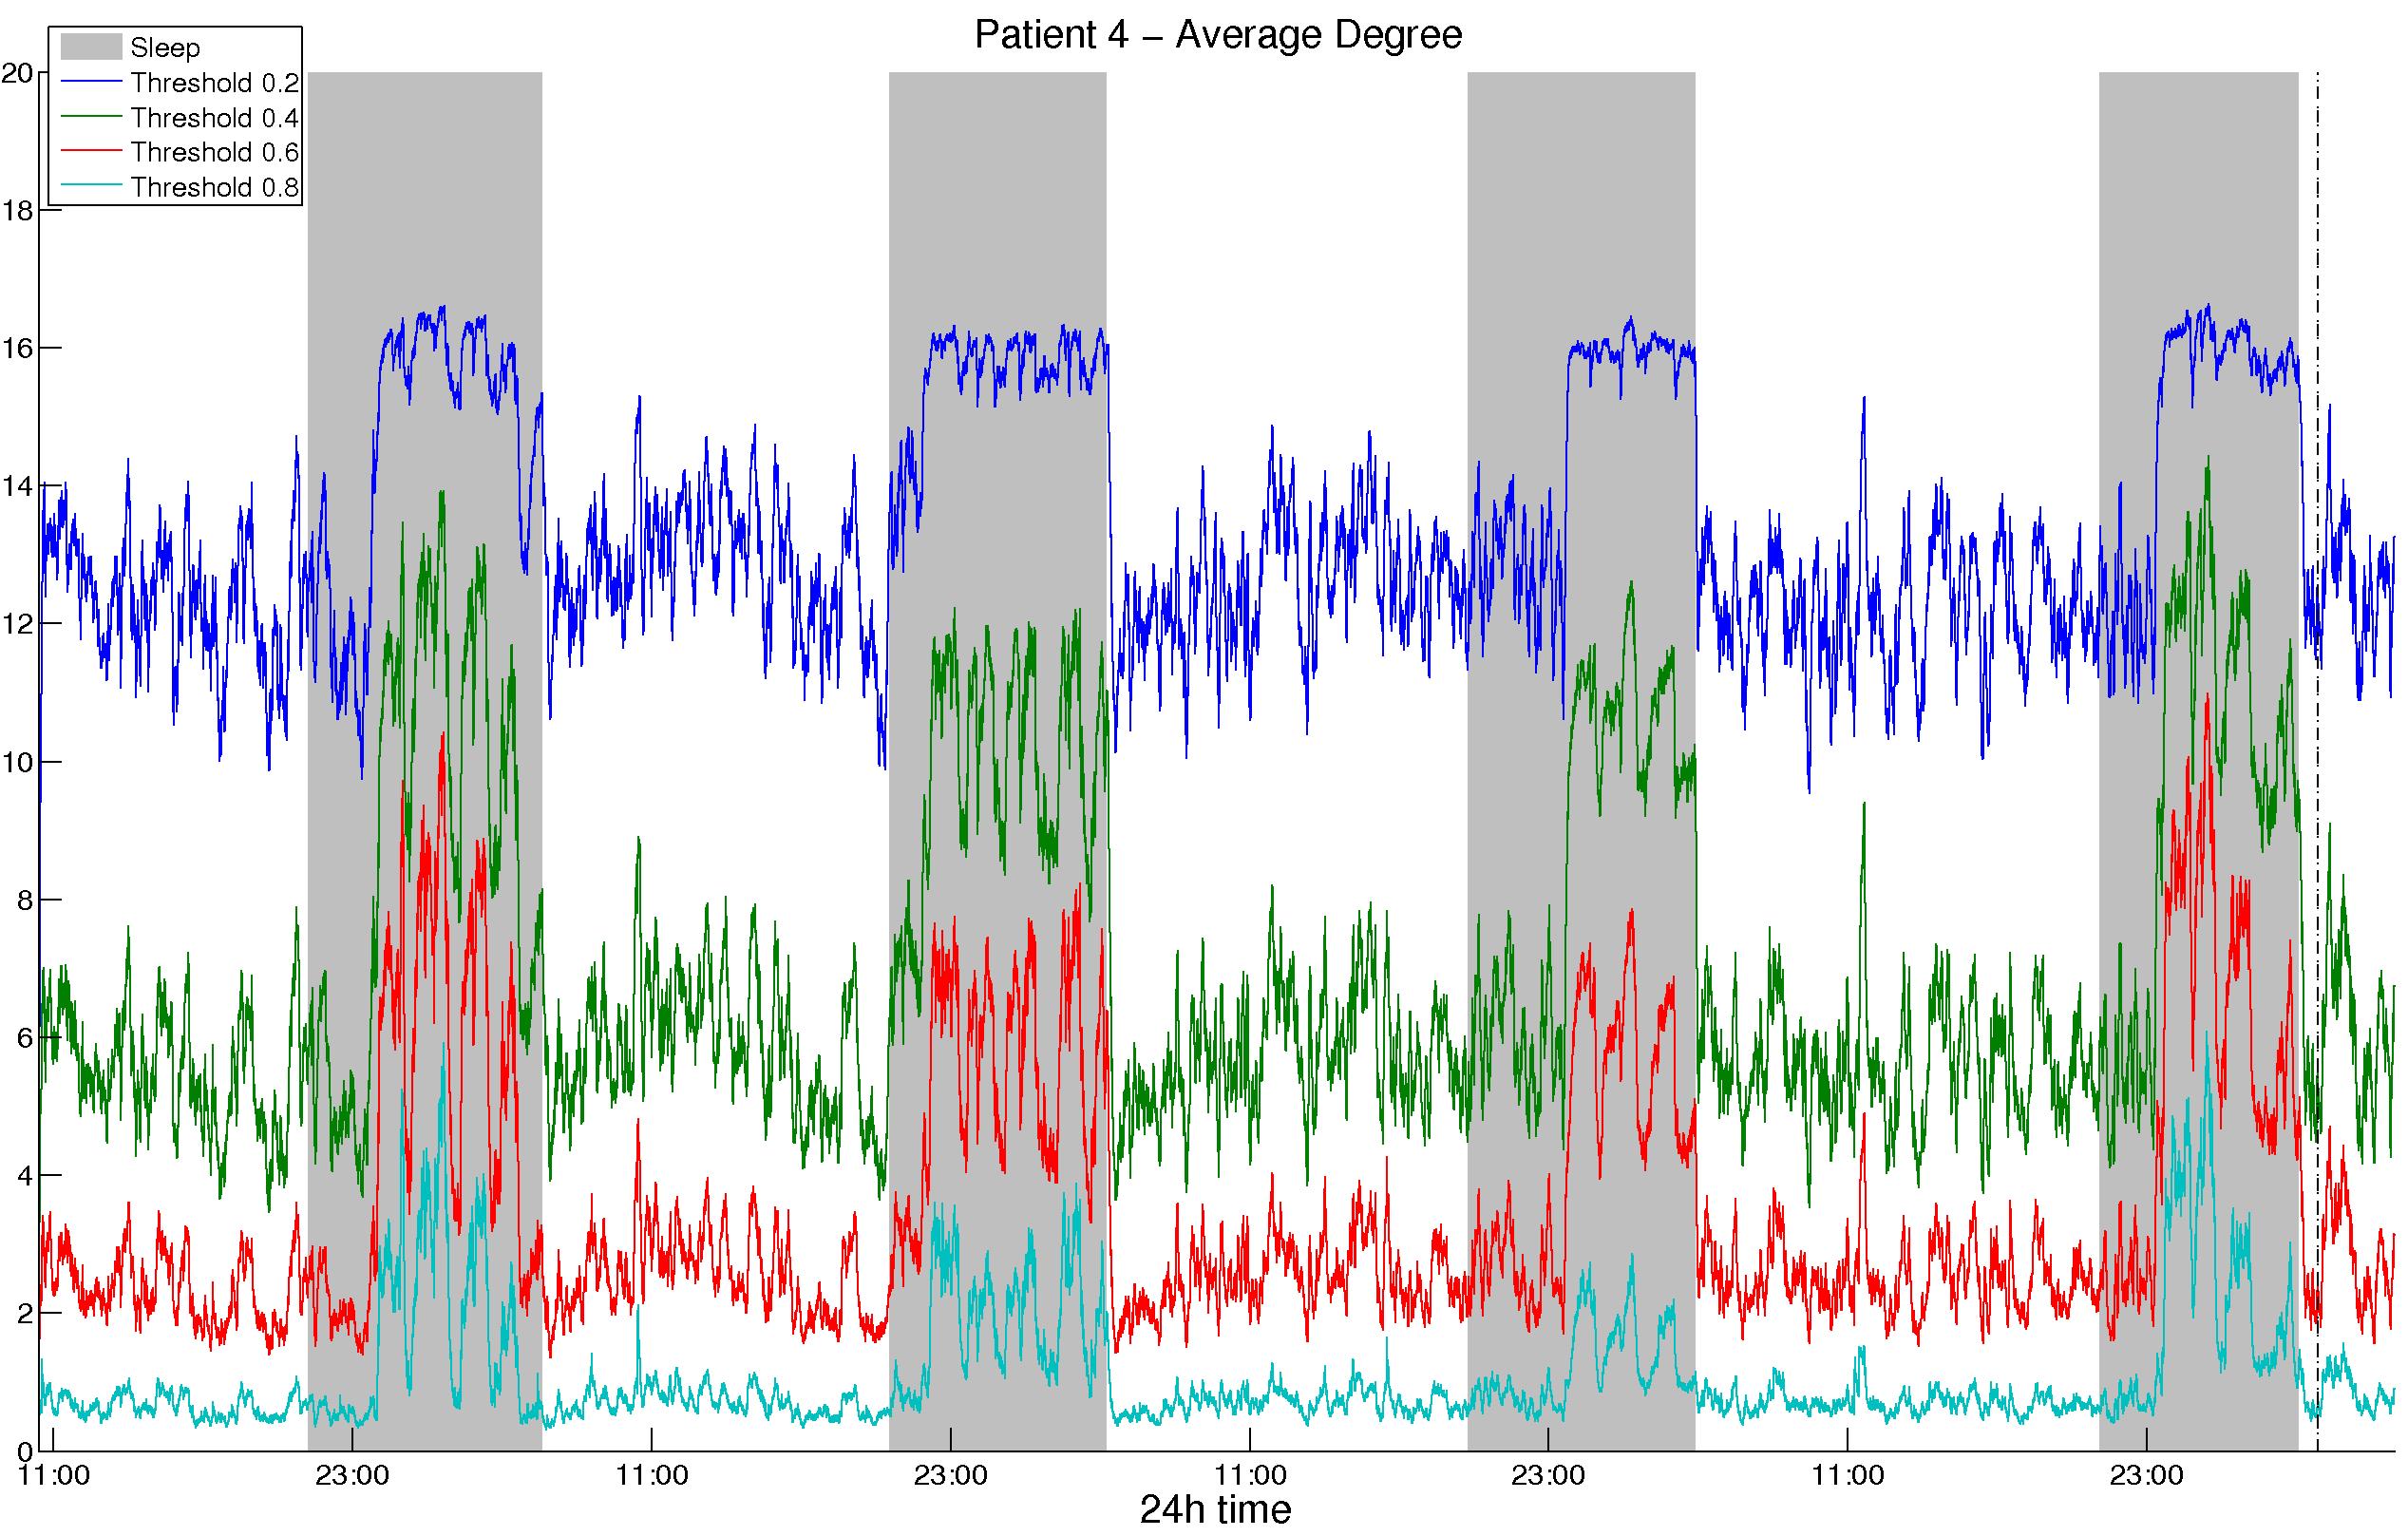 Patient 4 – Average Degree
Sleep
Threshold 0.2
Threshold 0.4
Threshold 0.6
Threshold 0.8
20
18
16
14
12
10
8
6
4
2
0
11:00 23:00 11:00 23:00 11:00 23:00 11:00 23:00
24h time